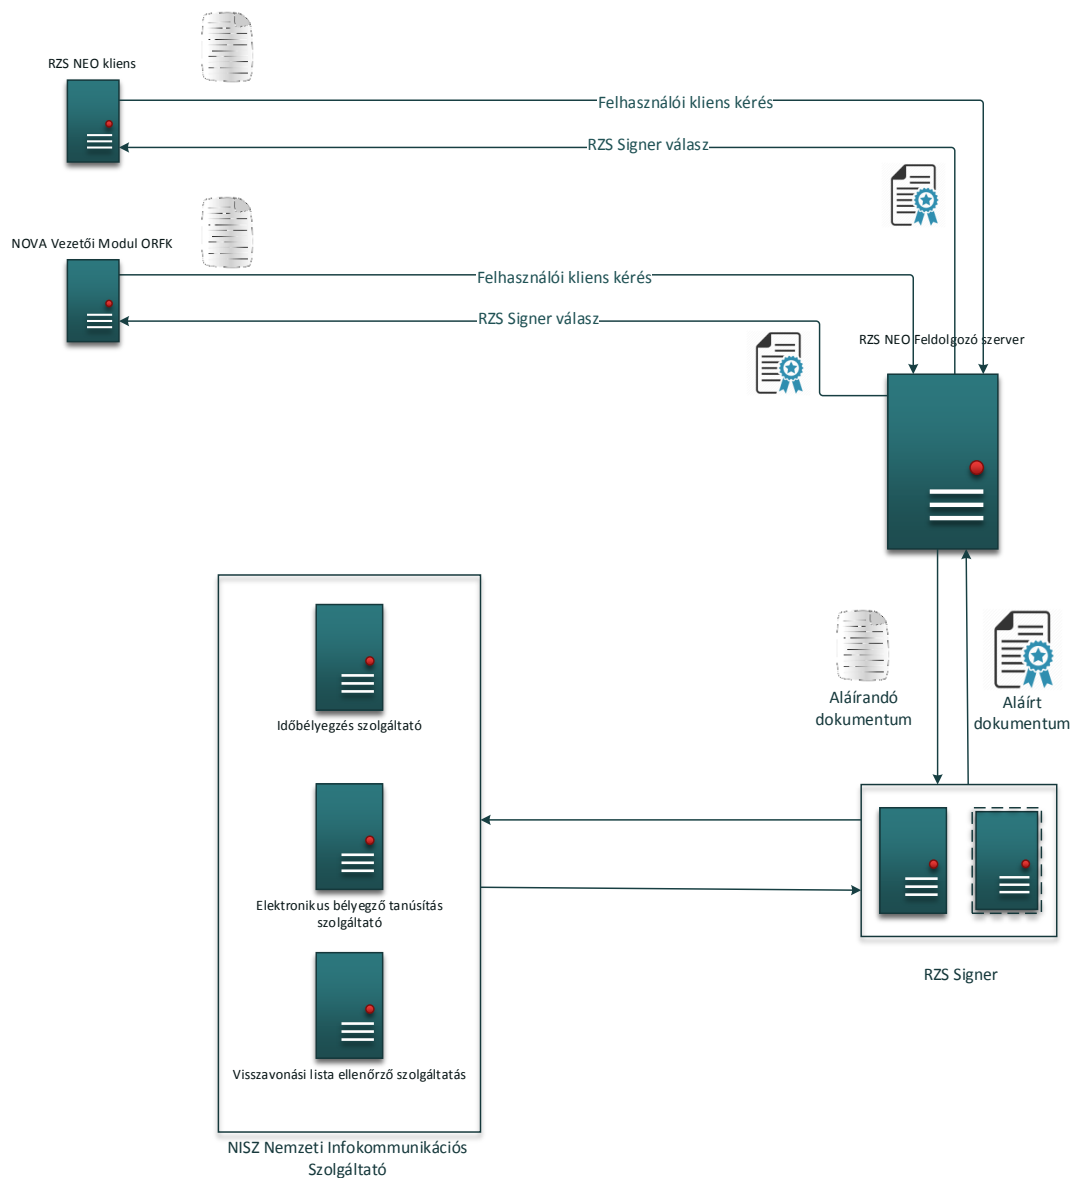 RZS NEO kliens
Felhasználói kliens kérés
RZS Signer válasz
NOVA Vezetői Modul ORFK
Felhasználói kliens kérés
RZS Signer válasz
RZS NEO Feldolgozó szerver
Aláírandó
dokumentum
Aláírt
dokumentum
Időbélyegzés szolgáltató
Elektronikus bélyegző tanúsítás
szolgáltató
Visszavonási lista ellenőrző szolgáltatás
RZS Signer
NISZ Nemzeti Infokommunikációs
Szolgáltató